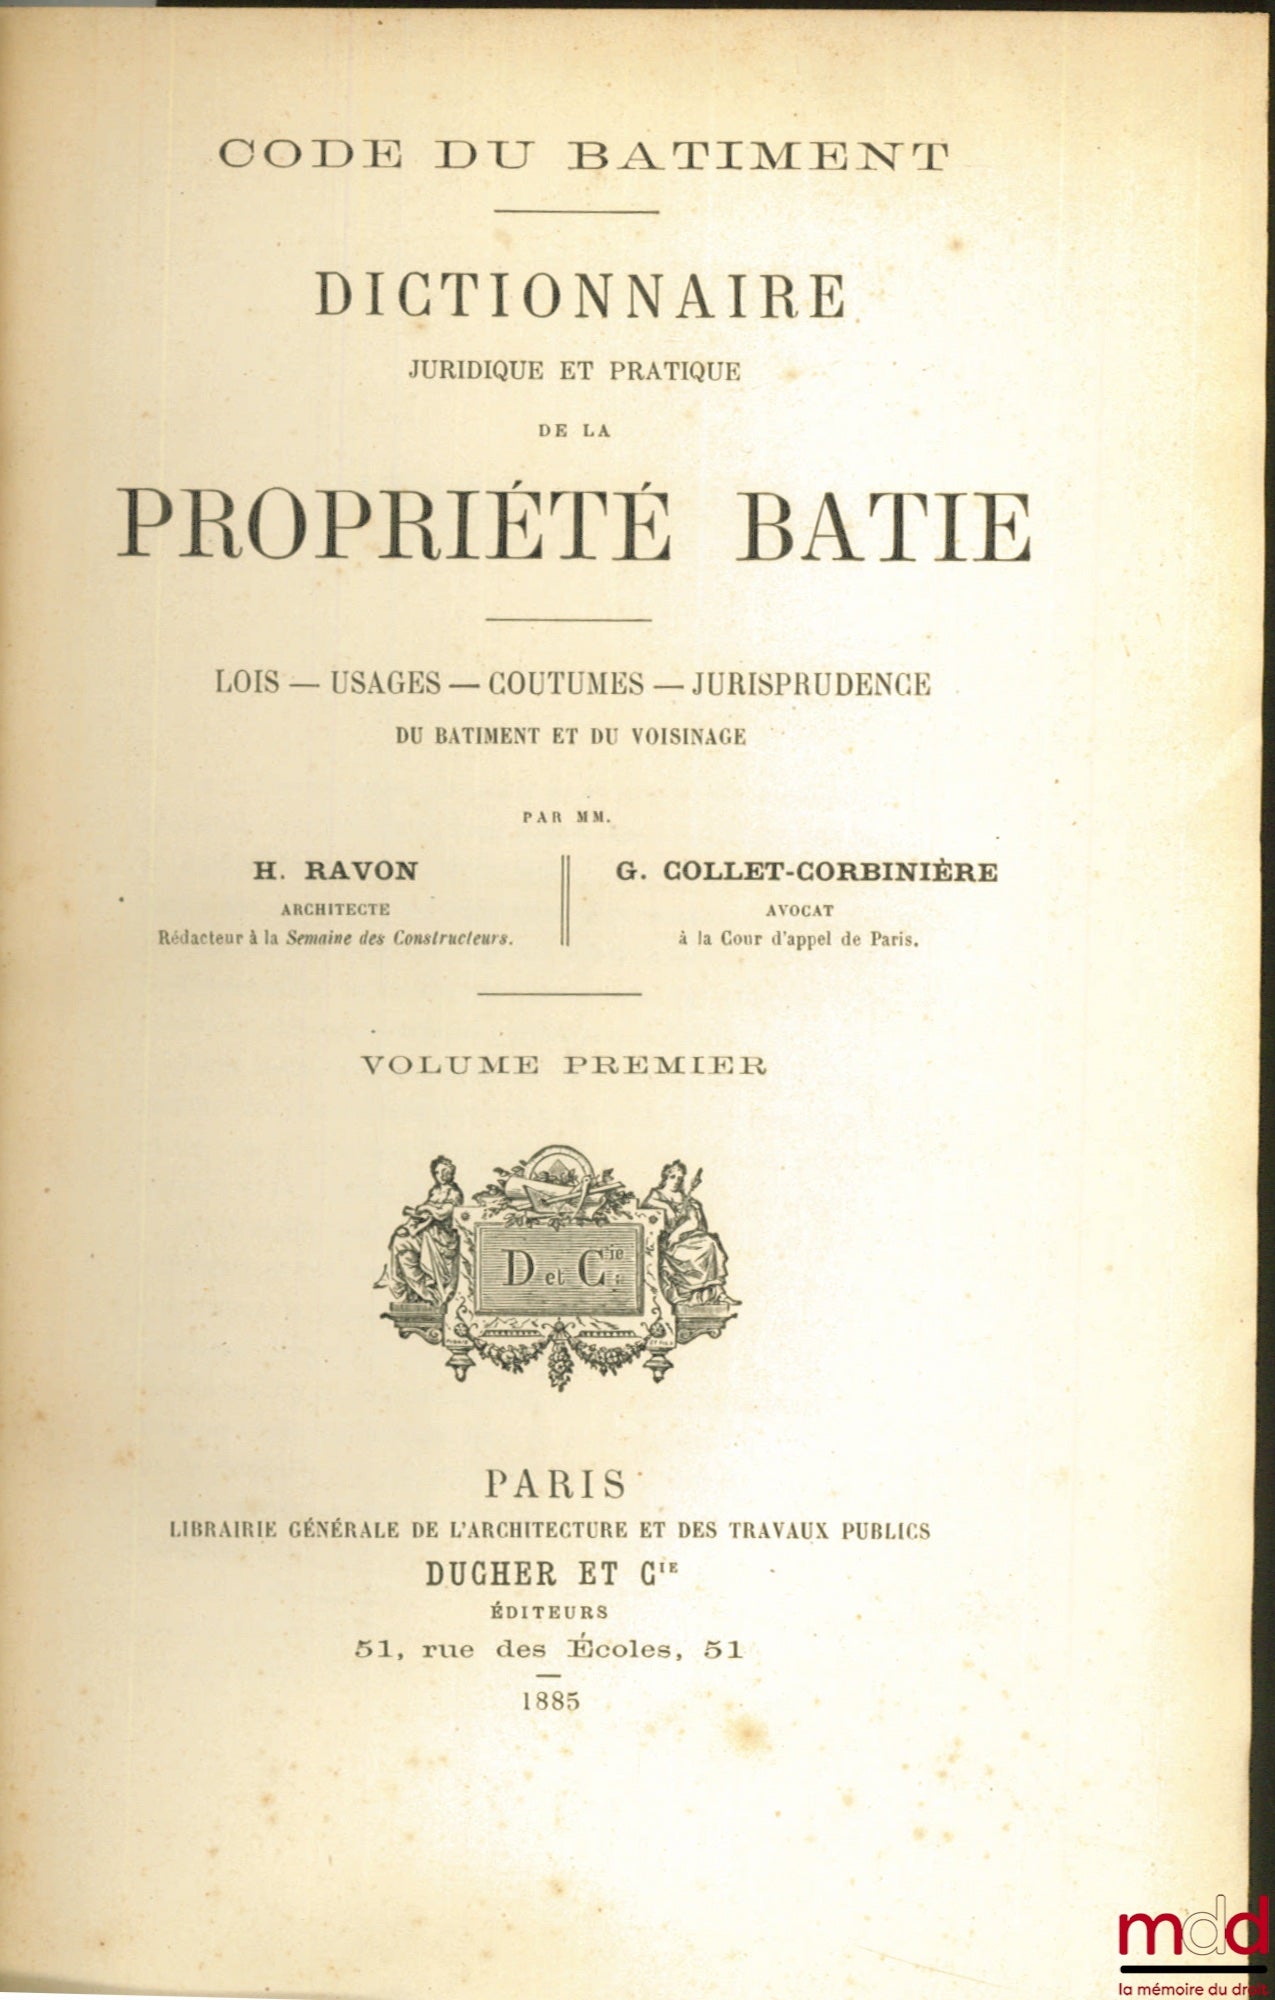 CODE DU BATIMENT
DICTIONNAIRE
JURIDIQUE ET PRATIQUE
DE LA
PROPRIÉTÉ BATIE
LOIS — USAGES — COUTUMES — JURISPRUDENCE
DU BATIMENT ET DU VOISINAGE
PAR MM.
H. RAVON
ARCHITECTE
Rédacteur à la Semaine des Constructeurs.
G. COLLET-CORBINIÈRE
AVOCAT
à la Cour d'appel de Paris.
VOLUME PREMIER
D et Cie
PARIS
LIBRAIRIE GÉNÉRALE DE L'ARCHITECTURE ET DES TRAVAUX PUBLICS
DUCHER ET CIE
ÉDITEURS
51, rue des Écoles, 51
1885
mdd
la mémoire du droit